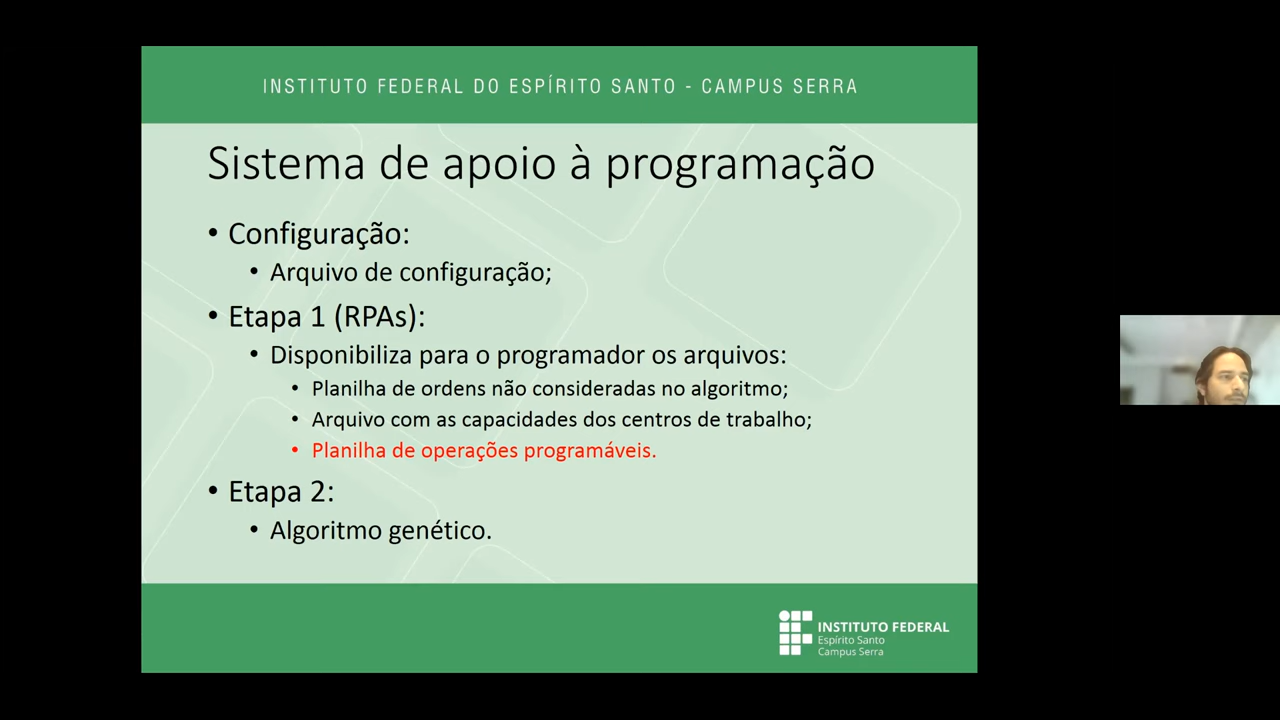 INSTITUTO FEDERAL DO ESPÍRITO SANTO - CAMPUS SERRA
Sistema de apoio à programação
• Configuração:
• Arquivo de configuração;
• Etapa 1 (RPAs):
• Disponibiliza para o programador os arquivos:
• Planilha de ordens não consideradas no algoritmo;
• Arquivo com as capacidades dos centros de trabalho;
• Planilha de operações programáveis.
• Etapa 2:
• Algoritmo genético.
INSTITUTO FEDERAL
Espírito Santo
Campus Serra